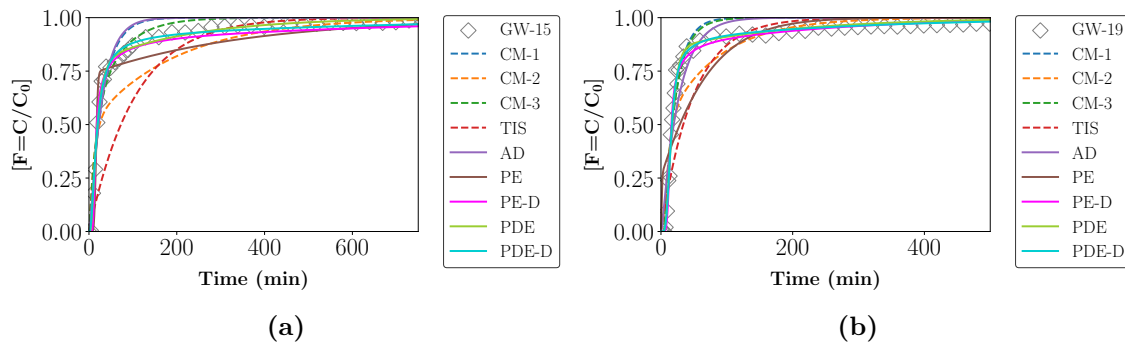 [F=C/C0]
1.00
0.75
0.50
0.25
0.00
0
200
400
600
Time (min)
GW-15
CM-1
CM-2
CM-3
TIS
AD
PE
PE-D
PDE
PDE-D
(a)
[F=C/C0]
1.00
0.75
0.50
0.25
0.00
0
200
400
Time (min)
GW-19
CM-1
CM-2
CM-3
TIS
AD
PE
PE-D
PDE
PDE-D
(b)